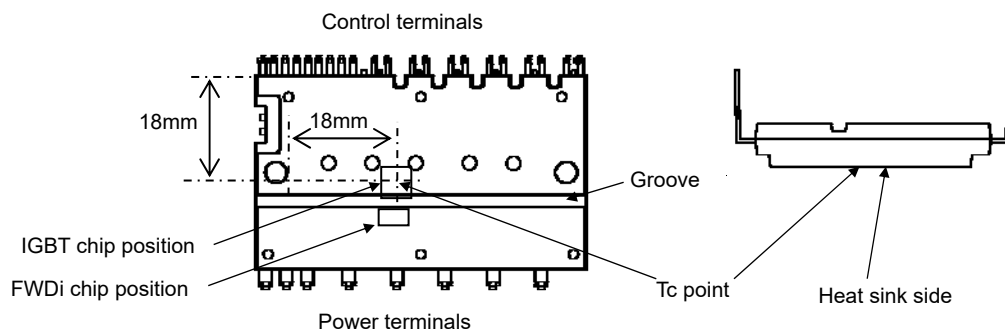 Control terminals
18mm
18mm
Groove
IGBT chip position
FWDi chip position
Tc point
Heat sink side
Power terminals